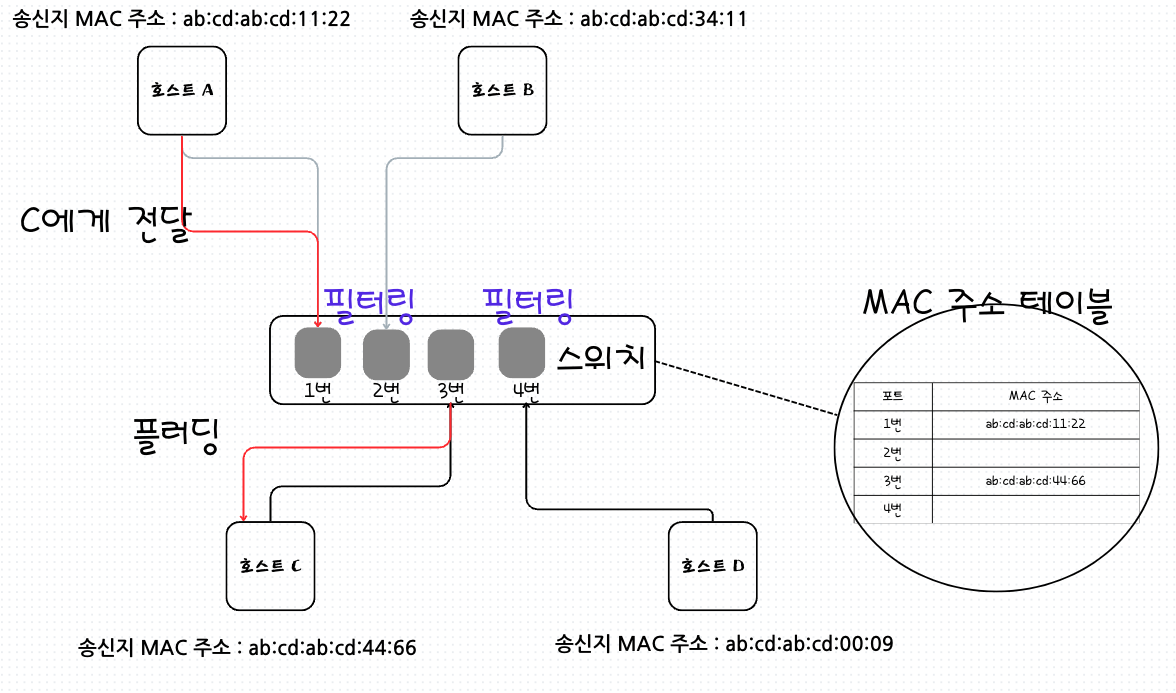 송신지 MAC 주소 : ab:cd:ab:cd:11:22
송신지 MAC 주소 : ab:cd:ab:cd:34:11
호스트 A
호스트 B
C에게 전달
필터링
필터링
MAC 주소 테이블
스위치
1번
2번
3번
4번
포트 MAC 주소
1번 ab:cd:ab:cd:11:22
2번
3번 ab:cd:ab:cd:44:66
4번
플러딩
호스트 C
호스트 D
송신지 MAC 주소 : ab:cd:ab:cd:44:66
송신지 MAC 주소 : ab:cd:ab:cd:00:09